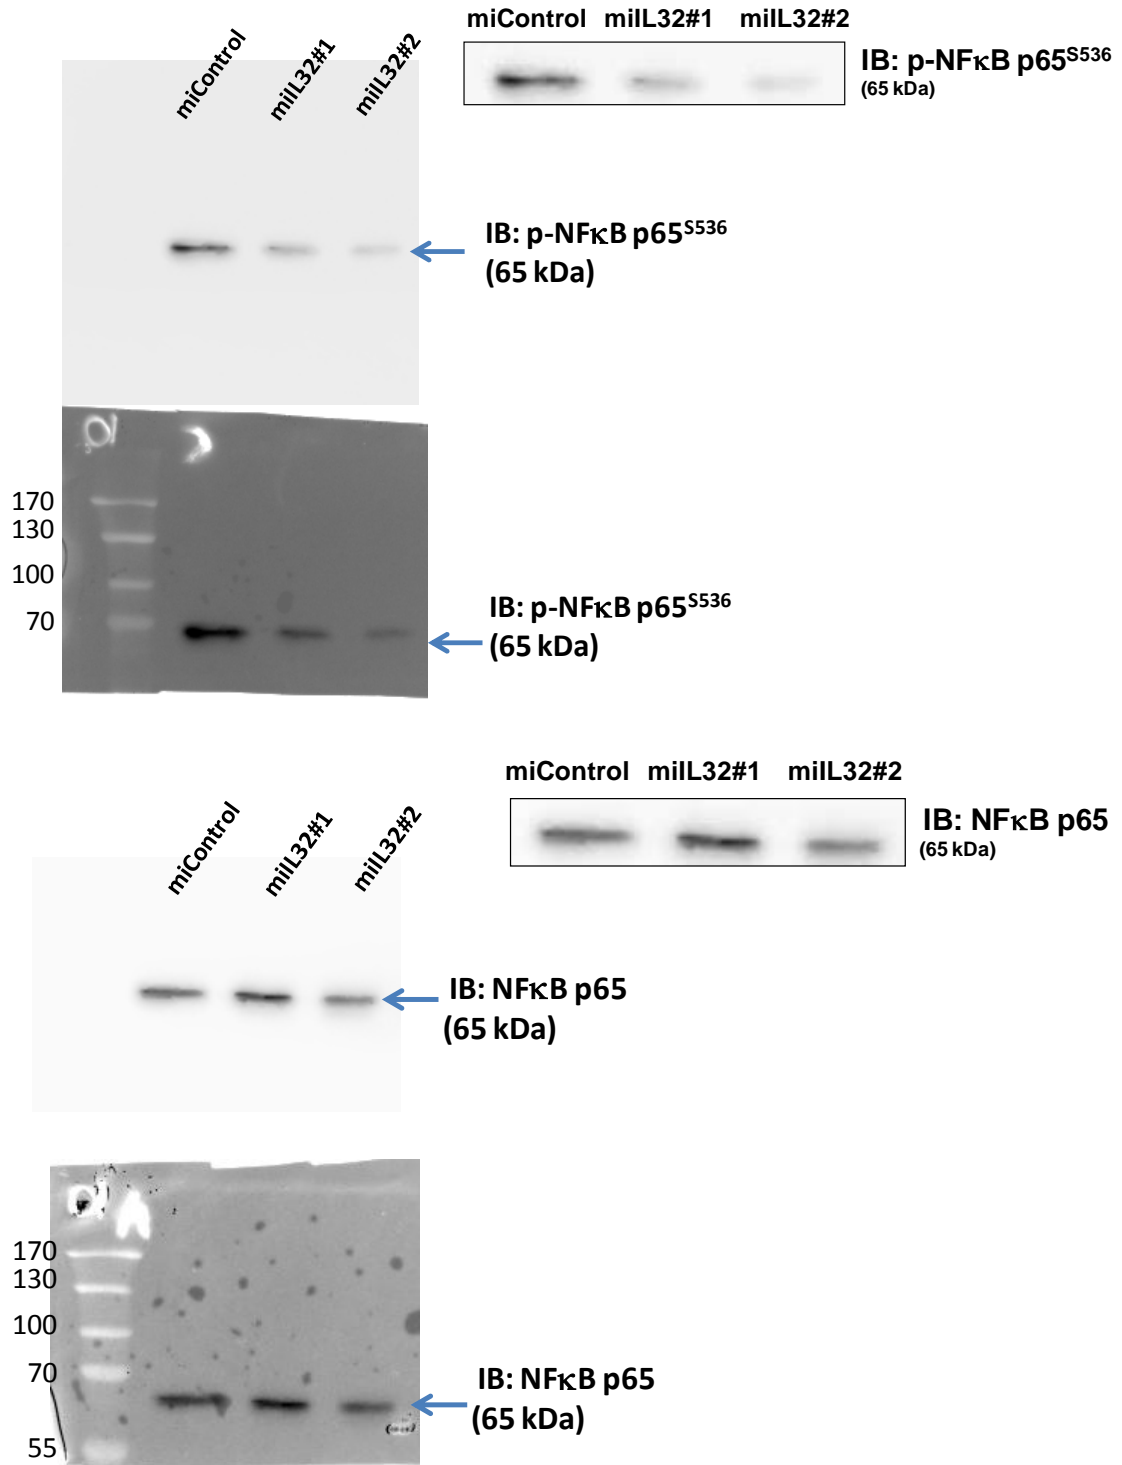 miControl miIL32#1 miIL32#2
IB: p-NFκB p65S536
(65 kDa)
miControl
miIL32#1
miIL32#2
IB: p-NFκB p65S536
(65 kDa)
170
130
100
70
IB: p-NFκB p65S536
(65 kDa)
miControl miIL32#1 miIL32#2
IB: NFκB p65
(65 kDa)
miControl
miIL32#1
miIL32#2
IB: NFκB p65
(65 kDa)
170
130
100
70
55
IB: NFκB p65
(65 kDa)